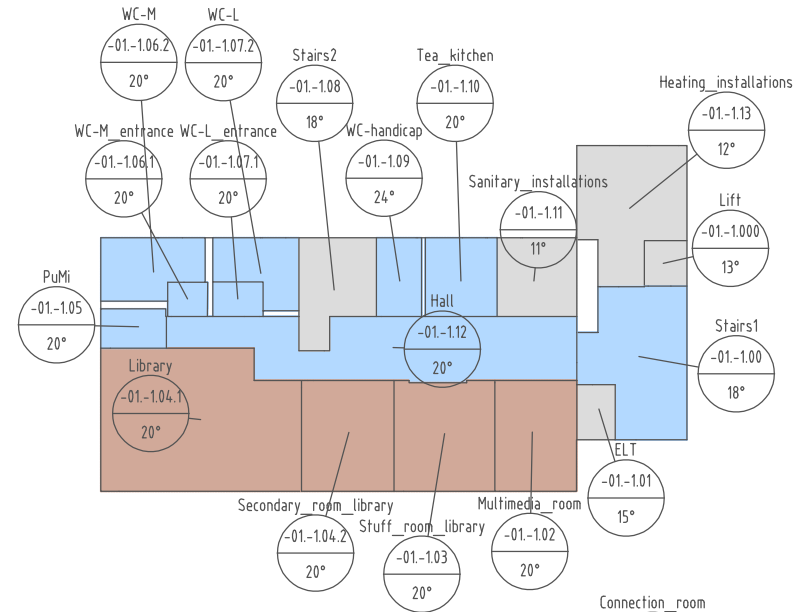 WC-M
-01.-1.06.2
20°
WC-L
-01.-1.07.2
20°
Stairs2
-01.-1.08
18°
Tea_kitchen
-01.-1.10
20°
Heating_installations
-01.-1.13
12°
WC-M_entrance
-01.-1.06.1
20°
WC-L_entrance
-01.-1.07.1
20°
WC-handicap
-01.-1.09
24°
Sanitary_installations
-01.-1.11
11°
Lift
-01.-1.000
13°
PuMi
-01.-1.05
20°
Hall
-01.-1.12
20°
Stairs1
-01.-1.00
18°
Library
-01.-1.04.1
20°
ELT
-01.-1.01
15°
Secondary_room_library
-01.-1.04.2
20°
Stuff_room_library
-01.-1.03
20°
Multimedia_room
-01.-1.02
20°
Connection_room